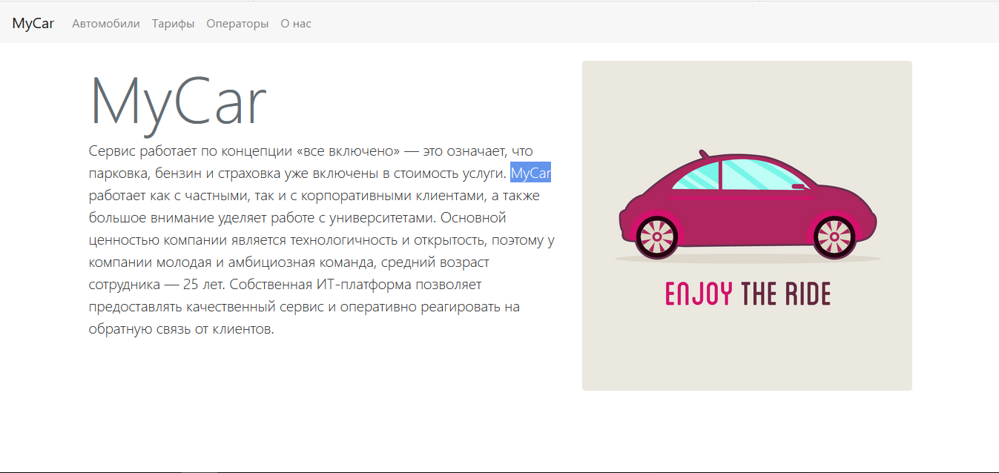 MyCar Автомобили Тарифы Операторы О нас
MyCar
Сервис работает по концепции «все включено» — это означает, что
парковка, бензин и страховка уже включены в стоимость услуги. MyCar
работает как с частными, так и с корпоративными клиентами, а также
большое внимание уделяет работе с университетами. Основной
ценностью компании является технологичность и открытость, поэтому у
компании молодая и амбициозная команда, средний возраст
сотрудника — 25 лет. Собственная ИТ-платформа позволяет
предоставлять качественный сервис и оперативно реагировать на
обратную связь от клиентов.
ENJOY THE RIDE